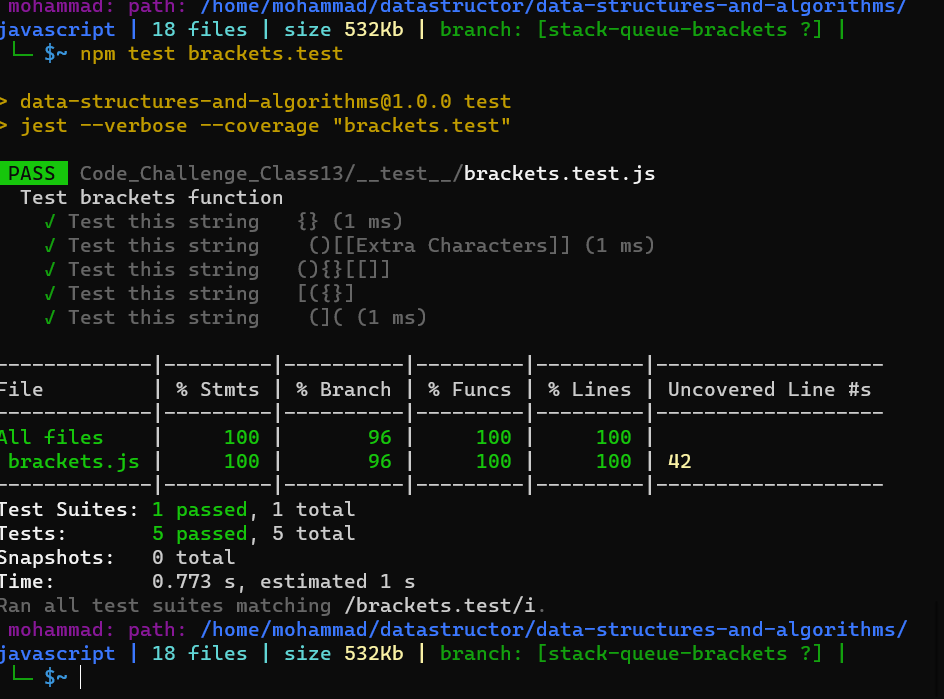 mohammad: path: /home/mohammad/datastructor/data-structures-and-algorithms/
javascript | 18 files | size 532Kb | branch: [stack-queue-brackets ?] |
└─ $~ npm test brackets.test
> data-structures-and-algorithms@1.0.0 test
> jest --verbose --coverage "brackets.test"
PASS Code_Challenge_Class13/__test__/brackets.test.js
Test brackets function
√ Test this string {} (1 ms)
√ Test this string ()[[Extra Characters]] (1 ms)
√ Test this string (){}[[]]
√ Test this string [({}]
√ Test this string (]( (1 ms)
-------------|---------|----------|---------|---------|-------------------
File | % Stmts | % Branch | % Funcs | % Lines | Uncovered Line #s
-------------|---------|----------|---------|---------|-------------------
All files | 100 | 96 | 100 | 100 |
brackets.js | 100 | 96 | 100 | 100 | 42
-------------|---------|----------|---------|---------|-------------------
Test Suites: 1 passed, 1 total
Tests: 5 passed, 5 total
Snapshots: 0 total
Time: 0.773 s, estimated 1 s
Ran all test suites matching /brackets.test/i.
mohammad: path: /home/mohammad/datastructor/data-structures-and-algorithms/
javascript | 18 files | size 532Kb | branch: [stack-queue-brackets ?] |
└─ $~